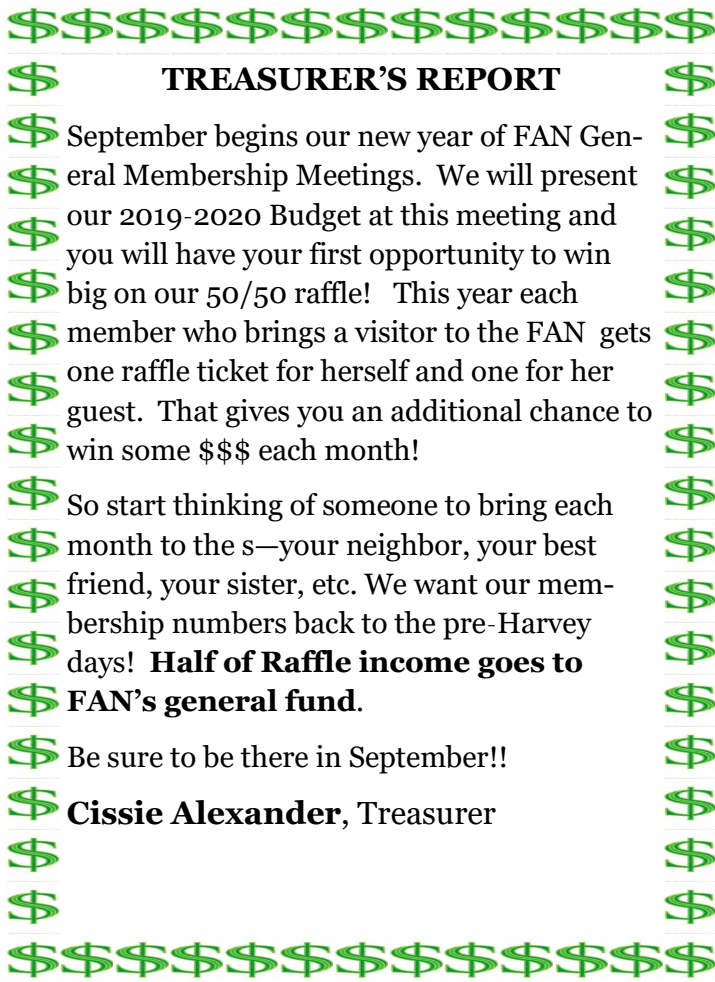 TREASURER'S REPORT
September begins our new year of FAN Gen-
eral Membership Meetings.  We will present
our 2019-2020 Budget at this meeting and
you will have your first opportunity to win
big on our 50/50 raffle!   This year each
member who brings a visitor to the FAN  gets
one raffle ticket for herself and one for her
guest.  That gives you an additional chance to
win some $$$ each month!
So start thinking of someone to bring each
month to the s—your neighbor, your best
friend, your sister, etc. We want our mem-
bership numbers back to the pre-Harvey
days!  Half of Raffle income goes to
FAN's general fund.
Be sure to be there in September!!
Cissie Alexander, Treasurer